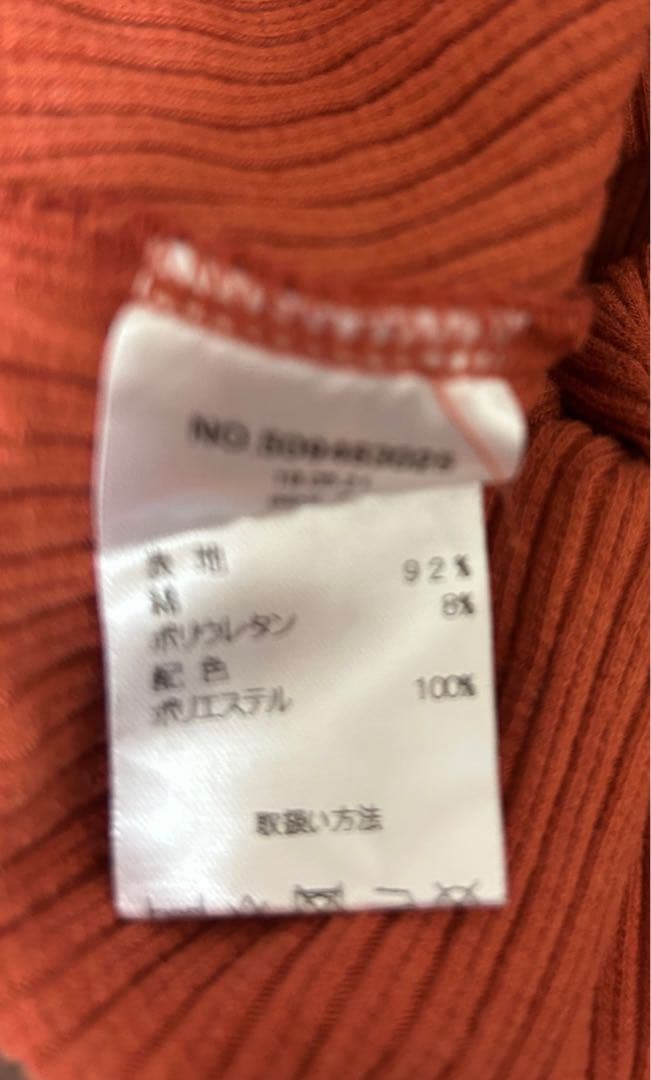 表 地
綿 92%
ポリウレタン 8%
配 色
ポリエステル 100%
取扱い方法